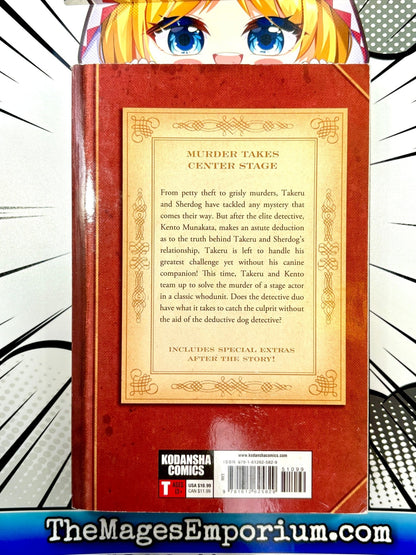 MURDER TAKES
CENTER STAGE
From petty theft to grisly murders, Takeru
and Sherdog have tackled any mystery that
comes their way. But after the elite detective,
Kento Munakata, makes an astute deduction
as to the truth behind Takeru and Sherdog's
relationship, Takeru is left to handle his
greatest challenge yet without his canine
companion! This time, Takeru and Kento
team up to solve the murder of a stage actor
in a classic whodunit. Does the detective duo
have what it takes to catch the culprit without
the aid of the deductive dog detective?
INCLUDES SPECIAL EXTRAS
AFTER THE STORY!
www.kodanshacomics.com
KODANSHA
COMICS
T
AGES
13+
USA $10.99
CAN $11.99
51099
TheMagesEmporium.com